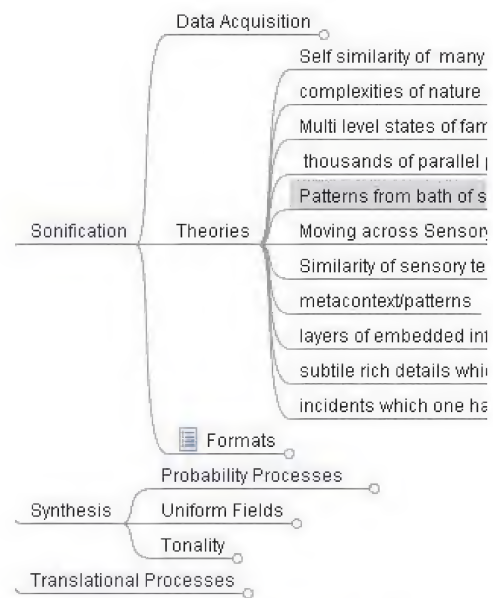 Data Acquisition
Self similarity of many
complexities of nature
Multi level states of fam
thousands of parallel
Patterns from bath of s
Sonification
Theories
Moving across Sensory
Similarity of sensory te
metacontext/patterns
layers of embedded inf
subtile rich details whic
incidents which one ha
Formats
Probability Processes
Synthesis
Uniform Fields
Tonality
Translational Processes